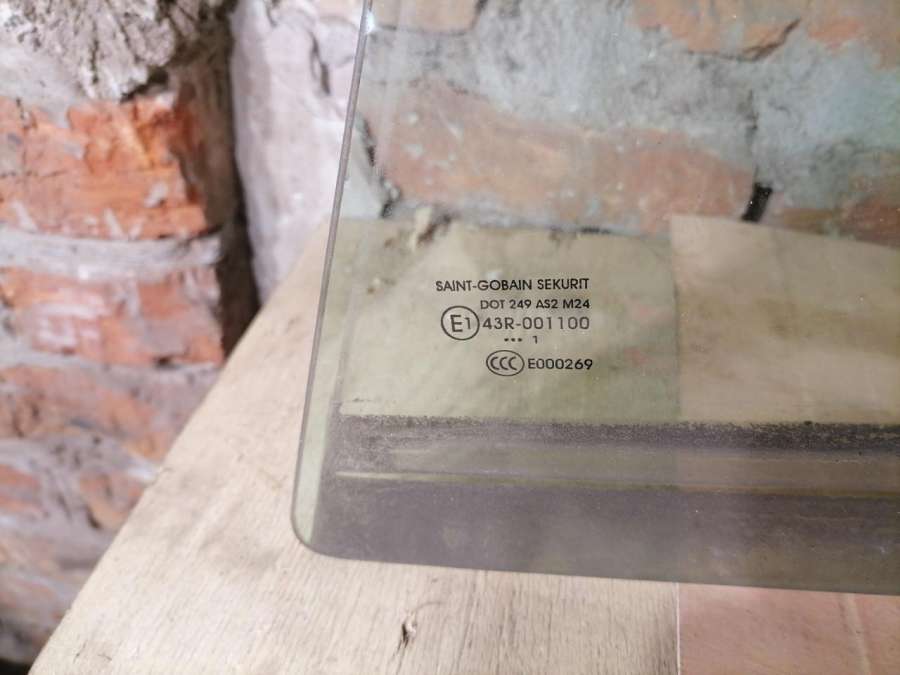 SAINT-GOBAIN SEKURIT
DOT 249 AS2 M24
E1 43R-001100
••• 1
CCC E000269